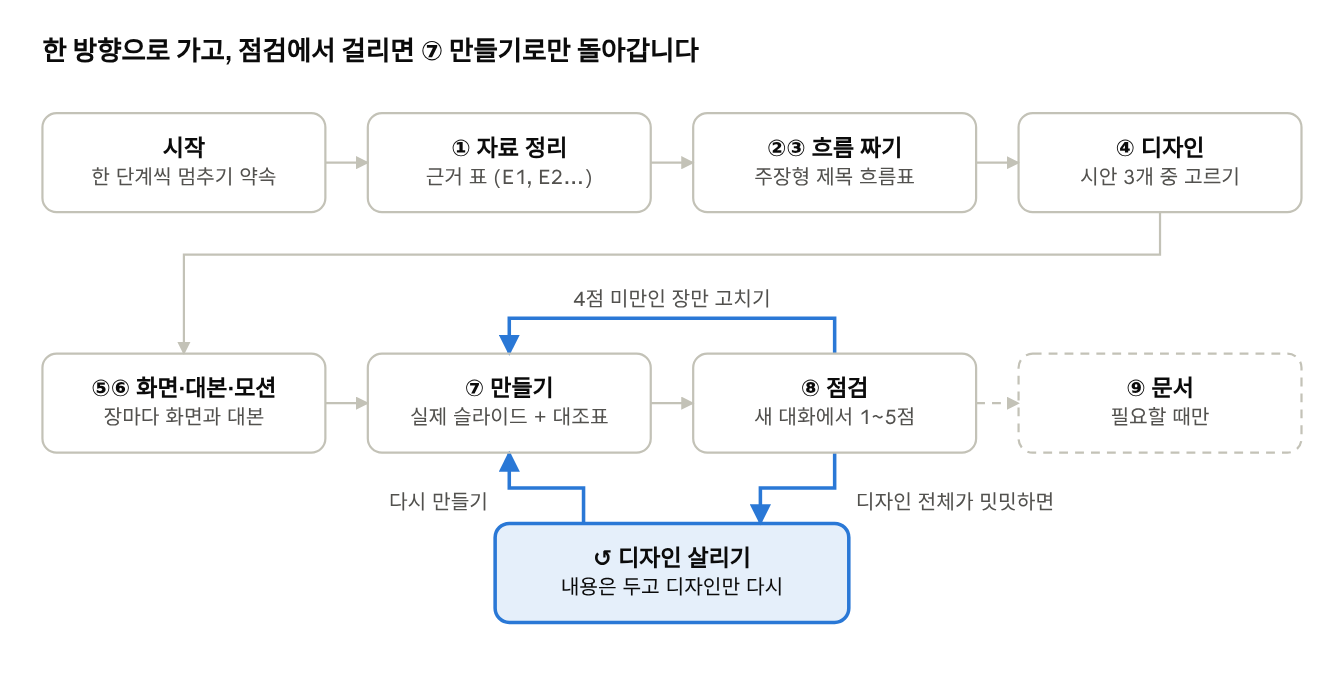 한 방향으로 가고, 점검에서 걸리면 ⑦ 만들기로만 돌아갑니다
시작
한 단계씩 멈추기 약속
① 자료 정리
근거 표 (E1, E2...)
②③ 흐름 짜기
주장형 제목 흐름표
④ 디자인
시안 3개 중 고르기
4점 미만인 장만 고치기
⑤⑥ 화면·대본·모션
장마다 화면과 대본
⑦ 만들기
실제 슬라이드 + 대조표
⑧ 점검
새 대화에서 1~5점
⑨ 문서
필요할 때만
다시 만들기
디자인 전체가 밋밋하면
↺ 디자인 살리기
내용은 두고 디자인만 다시